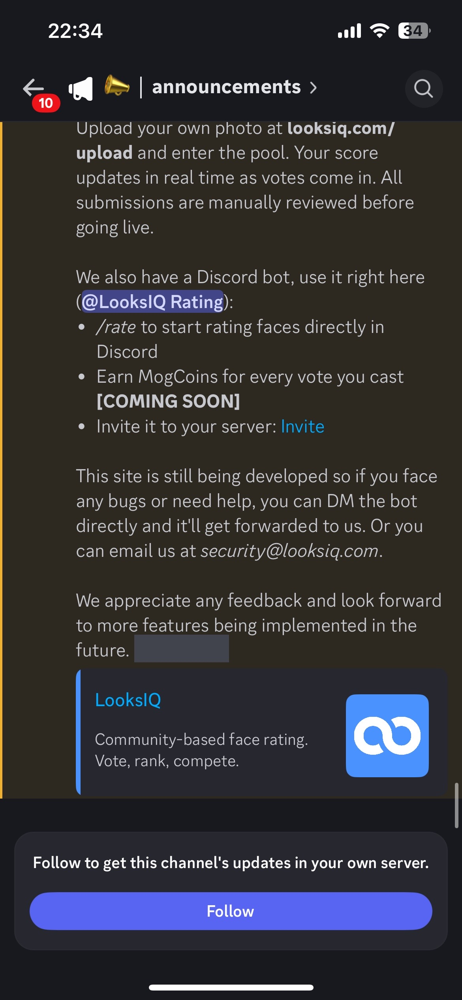 22:34
34
10
| announcements
Upload your own photo at looksiq.com/
upload and enter the pool. Your score
updates in real time as votes come in. All
submissions are manually reviewed before
going live.
We also have a Discord bot, use it right here
(@LooksIQ Rating):
• /rate to start rating faces directly in
Discord
• Earn MogCoins for every vote you cast
[COMING SOON]
• Invite it to your server: Invite
This site is still being developed so if you face
any bugs or need help, you can DM the bot
directly and it'll get forwarded to us. Or you
can email us at security@looksiq.com.
We appreciate any feedback and look forward
to more features being implemented in the
future.
LooksIQ
Community-based face rating.
Vote, rank, compete.
Follow to get this channel's updates in your own server.
Follow